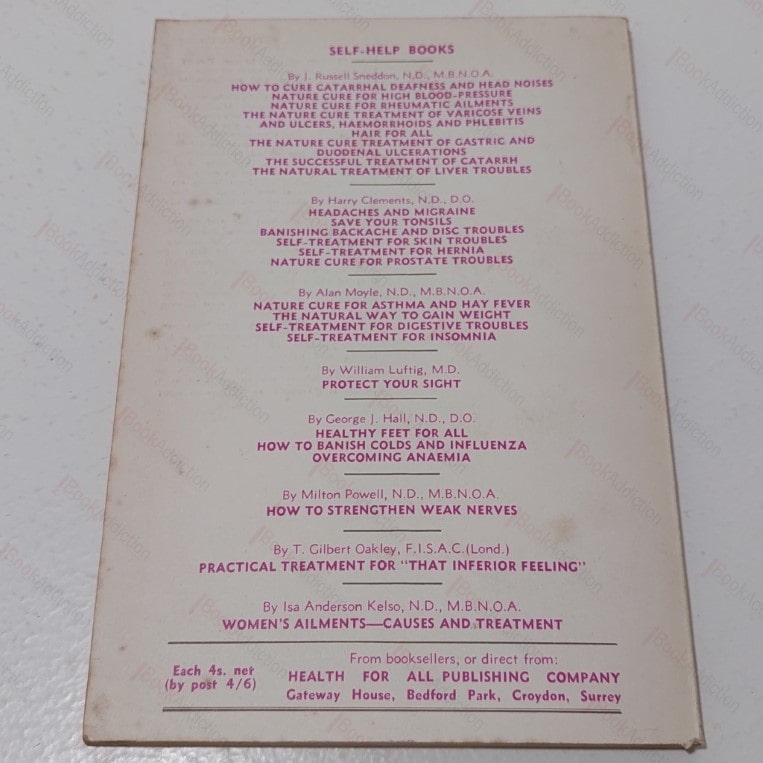 SELF-HELP BOOKS
By J. Russell Sneddon, N.D., M.B.N.O.A.
HOW TO CURE CATARRHAL DEAFNESS AND HEAD NOISES
NATURE CURE FOR HIGH BLOOD-PRESSURE
NATURE CURE FOR RHEUMATIC AILMENTS
THE NATURE CURE TREATMENT OF VARICOSE VEINS
AND ULCERS, HAEMORRHOIDS AND PHLEBITIS
HAIR FOR ALL
THE NATURE CURE TREATMENT OF GASTRIC AND
DUODENAL ULCERATIONS
THE SUCCESSFUL TREATMENT OF CATARRH
THE NATURAL TREATMENT OF LIVER TROUBLES
By Harry Clements, N.D., D.O.
HEADACHES AND MIGRAINE
SAVE YOUR TONSILS
BANISHING BACKACHE AND DISC TROUBLES
SELF-TREATMENT FOR SKIN TROUBLES
SELF-TREATMENT FOR HERNIA
NATURE CURE FOR PROSTATE TROUBLES
By Alan Moyle, N.D., M.B.N.O.A.
NATURE CURE FOR ASTHMA AND HAY FEVER
THE NATURAL WAY TO GAIN WEIGHT
SELF-TREATMENT FOR DIGESTIVE TROUBLES
SELF-TREATMENT FOR INSOMNIA
By William Luftig, M.D.
PROTECT YOUR SIGHT
By George J. Hall, N.D., D.O.
HEALTHY FEET FOR ALL
HOW TO BANISH COLDS AND INFLUENZA
OVERCOMING ANAEMIA
By Milton Powell, N.D., M.B.N.O.A.
HOW TO STRENGTHEN WEAK NERVES
By T. Gilbert Oakley, F.I.S.A.C.(Lond.)
PRACTICAL TREATMENT FOR "THAT INFERIOR FEELING"
By Isa Anderson Kelso, N.D., M.B.N.O.A.
WOMEN'S AILMENTS—CAUSES AND TREATMENT
Each 4s. net
(by post 4/6)
From booksellers, or direct from:
HEALTH FOR ALL PUBLISHING COMPANY
Gateway House, Bedford Park, Croydon, Surrey
BookAddiction